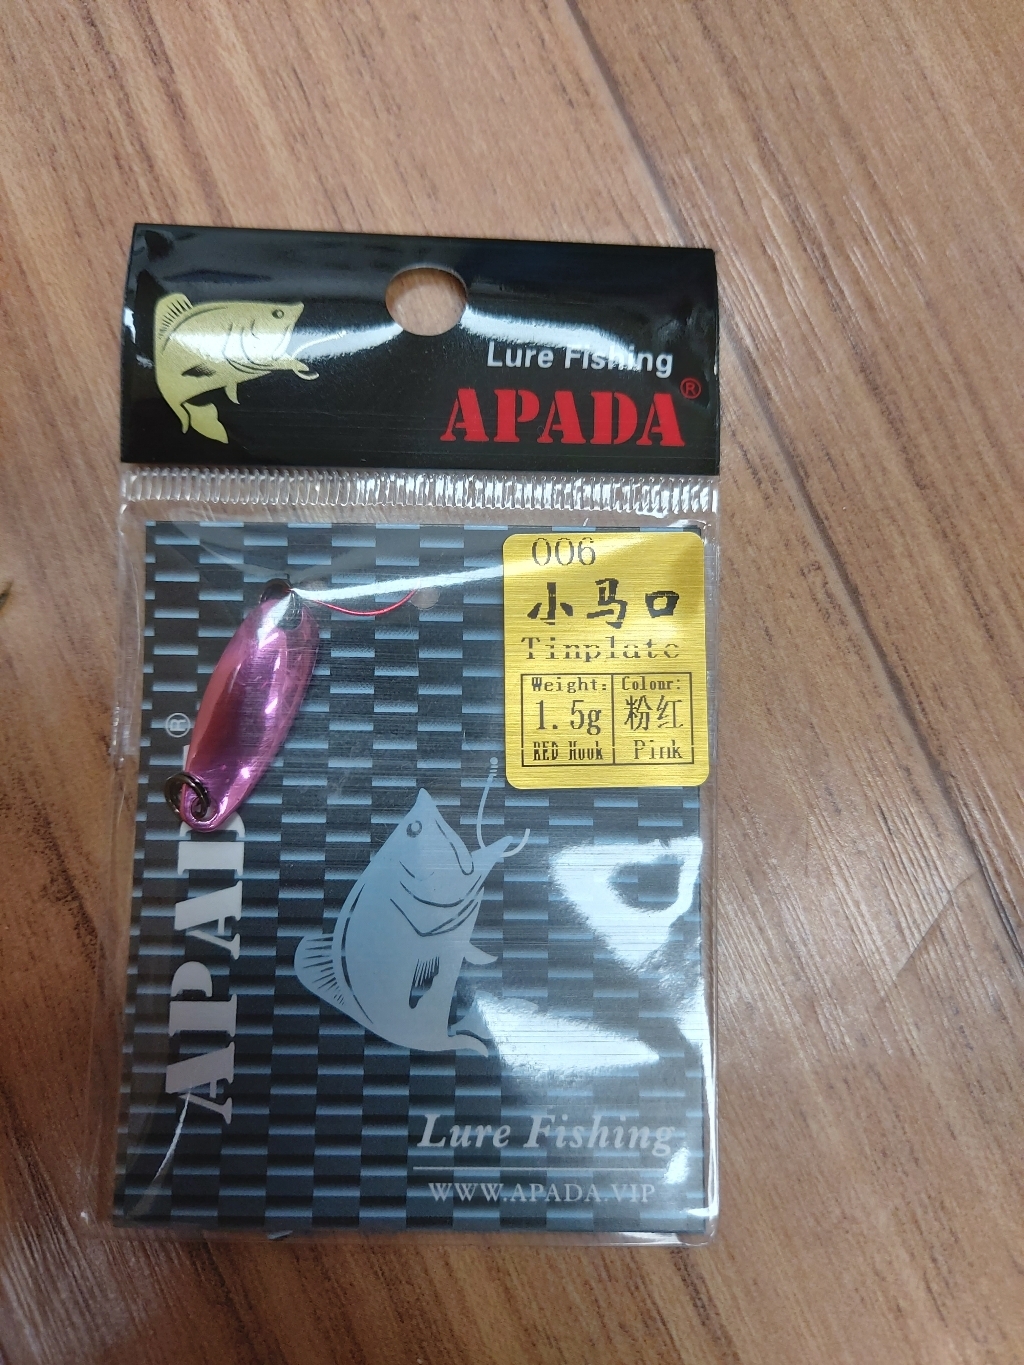 Lure Fishing
APADA®
006
小马口
Tinplate
Weight:
1.5g
RED Hook
Colour:
粉红
Pink
APADA®
Lure Fishing
WWW.APADA.VIP